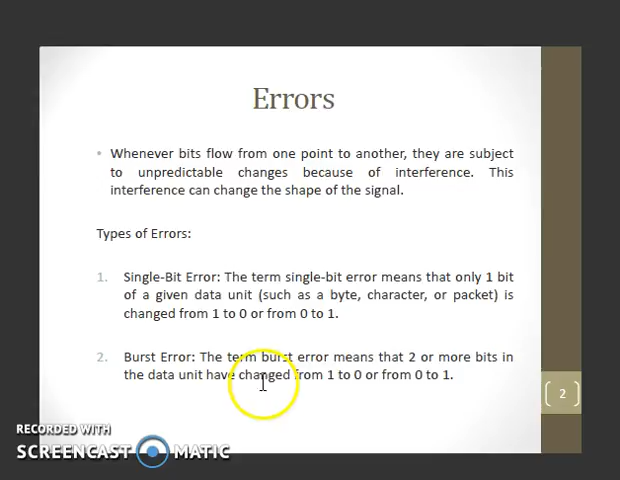 Errors
• Whenever bits flow from one point to another, they are subject
to unpredictable changes because of interference. This
interference can change the shape of the signal.
Types of Errors:
1. Single-Bit Error: The term single-bit error means that only 1 bit
of a given data unit (such as a byte, character, or packet) is
changed from 1 to 0 or from 0 to 1.
2. Burst Error: The term burst error means that 2 or more bits in
the data unit have changed from 1 to 0 or from 0 to 1.
2
RECORDED WITH
SCREENCAST MATIC